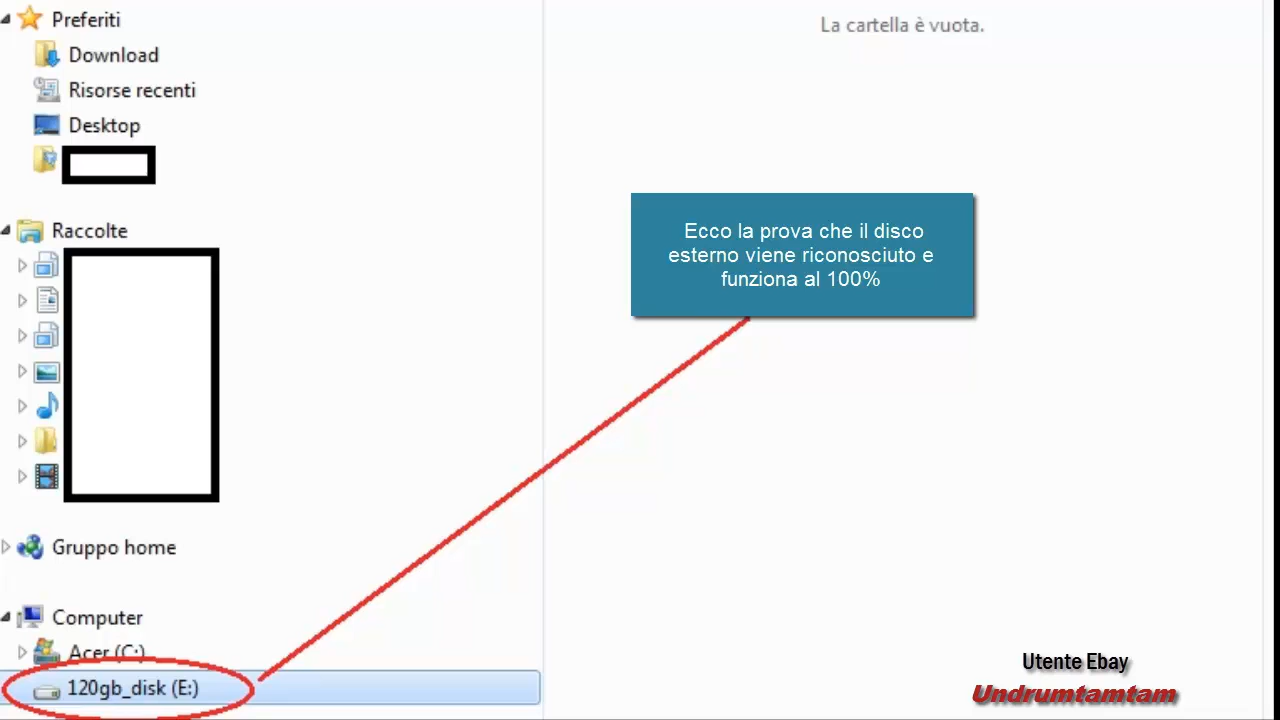 Preferiti
Download
Risorse recenti
Desktop
Raccolte
Gruppo home
Computer
Acer (C:)
120gb_disk (E:)
La cartella è vuota.
Ecco la prova che il disco
esterno viene riconosciuto e
funziona al 100%
Utente Ebay
Undrumtamtam